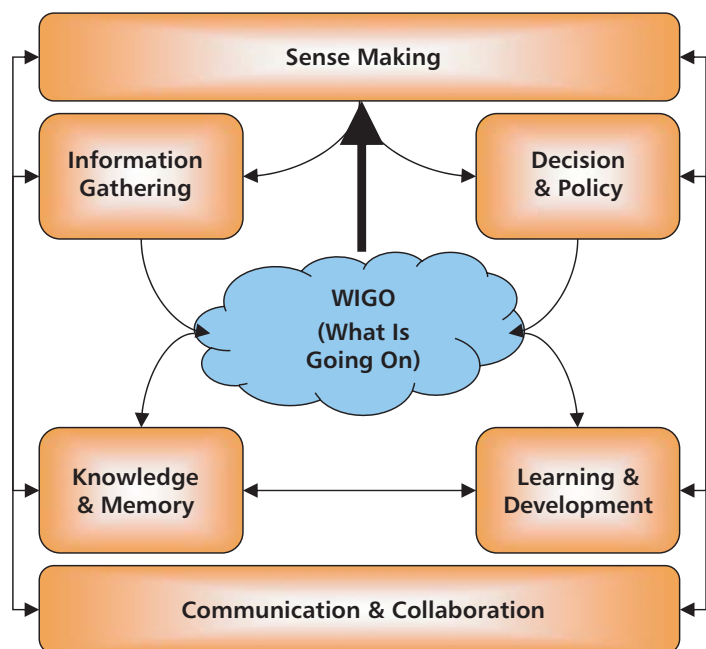 Sense Making
Information
Gathering
Decision
& Policy
WIGO
(What Is
Going On)
Knowledge
& Memory
Learning &
Development
Communication & Collaboration